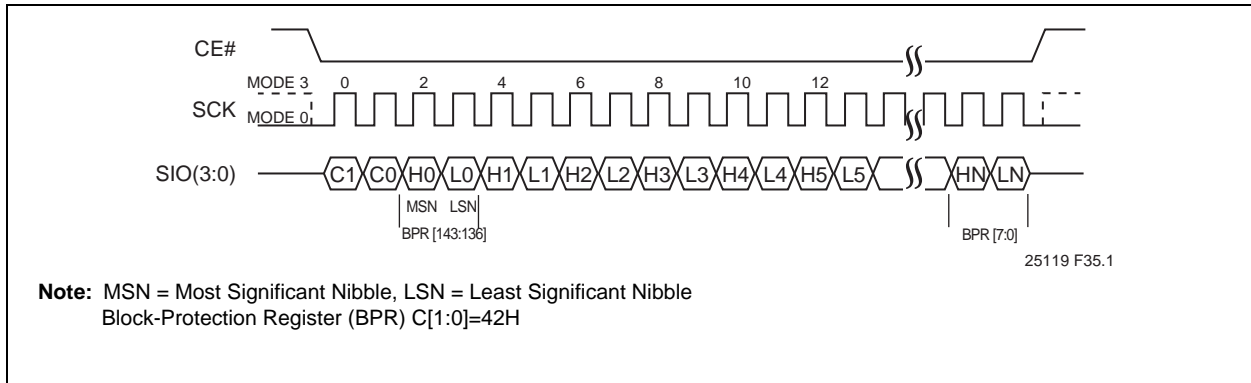 CE#
MODE 3 0 2 4 6 8 10 12
SCK MODE 0
SIO(3:0) C1 C0 H0 L0 H1 L1 H2 L2 H3 L3 H4 L4 H5 L5 HN LN
MSN LSN
BPR [143:136] BPR [7:0]
25119 F35.1
Note: MSN = Most Significant Nibble, LSN = Least Significant Nibble
Block-Protection Register (BPR) C[1:0]=42H